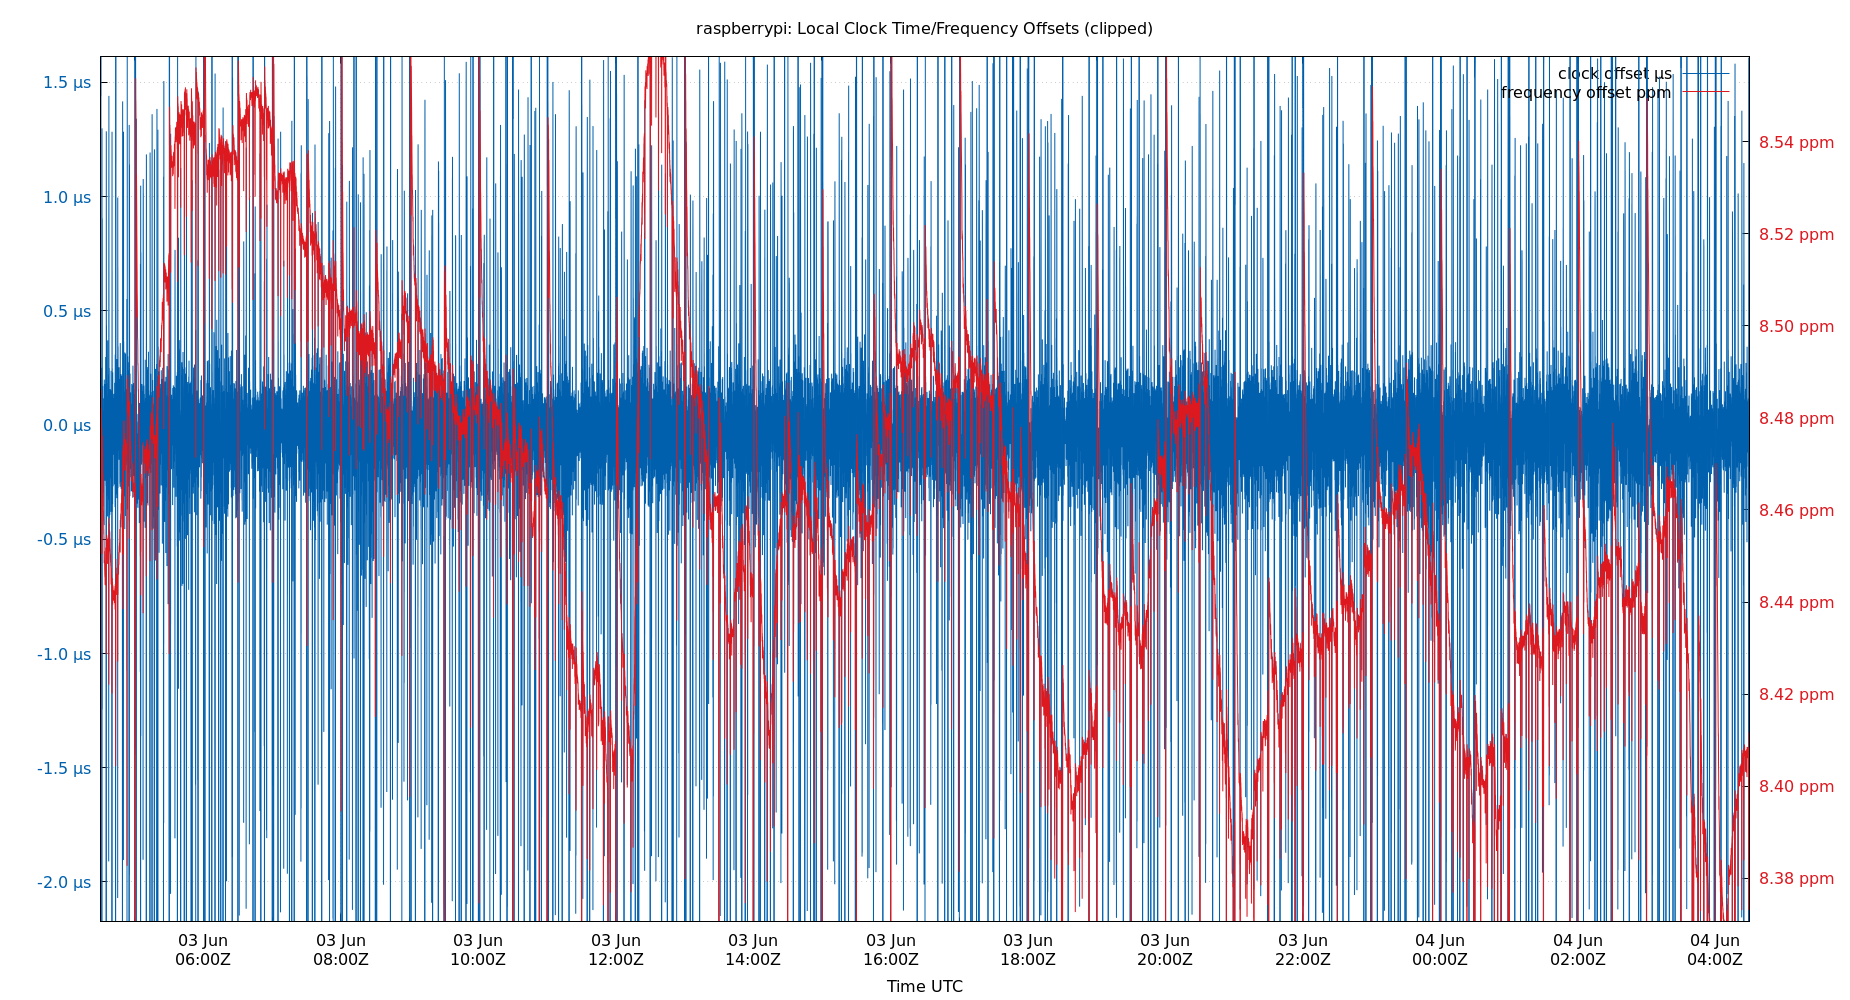 raspberrypi: Local Clock Time/Frequency Offsets (clipped)
clock offset µs
frequency offset ppm
1.5 µs
1.0 µs
0.5 µs
0.0 µs
-0.5 µs
-1.0 µs
-1.5 µs
-2.0 µs
8.54 ppm
8.52 ppm
8.50 ppm
8.48 ppm
8.46 ppm
8.44 ppm
8.42 ppm
8.40 ppm
8.38 ppm
03 Jun 03 Jun 03 Jun 03 Jun 03 Jun 03 Jun 03 Jun 03 Jun 03 Jun 04 Jun 04 Jun 04 Jun
06:00Z 08:00Z 10:00Z 12:00Z 14:00Z 16:00Z 18:00Z 20:00Z 22:00Z 00:00Z 02:00Z 04:00Z
Time UTC